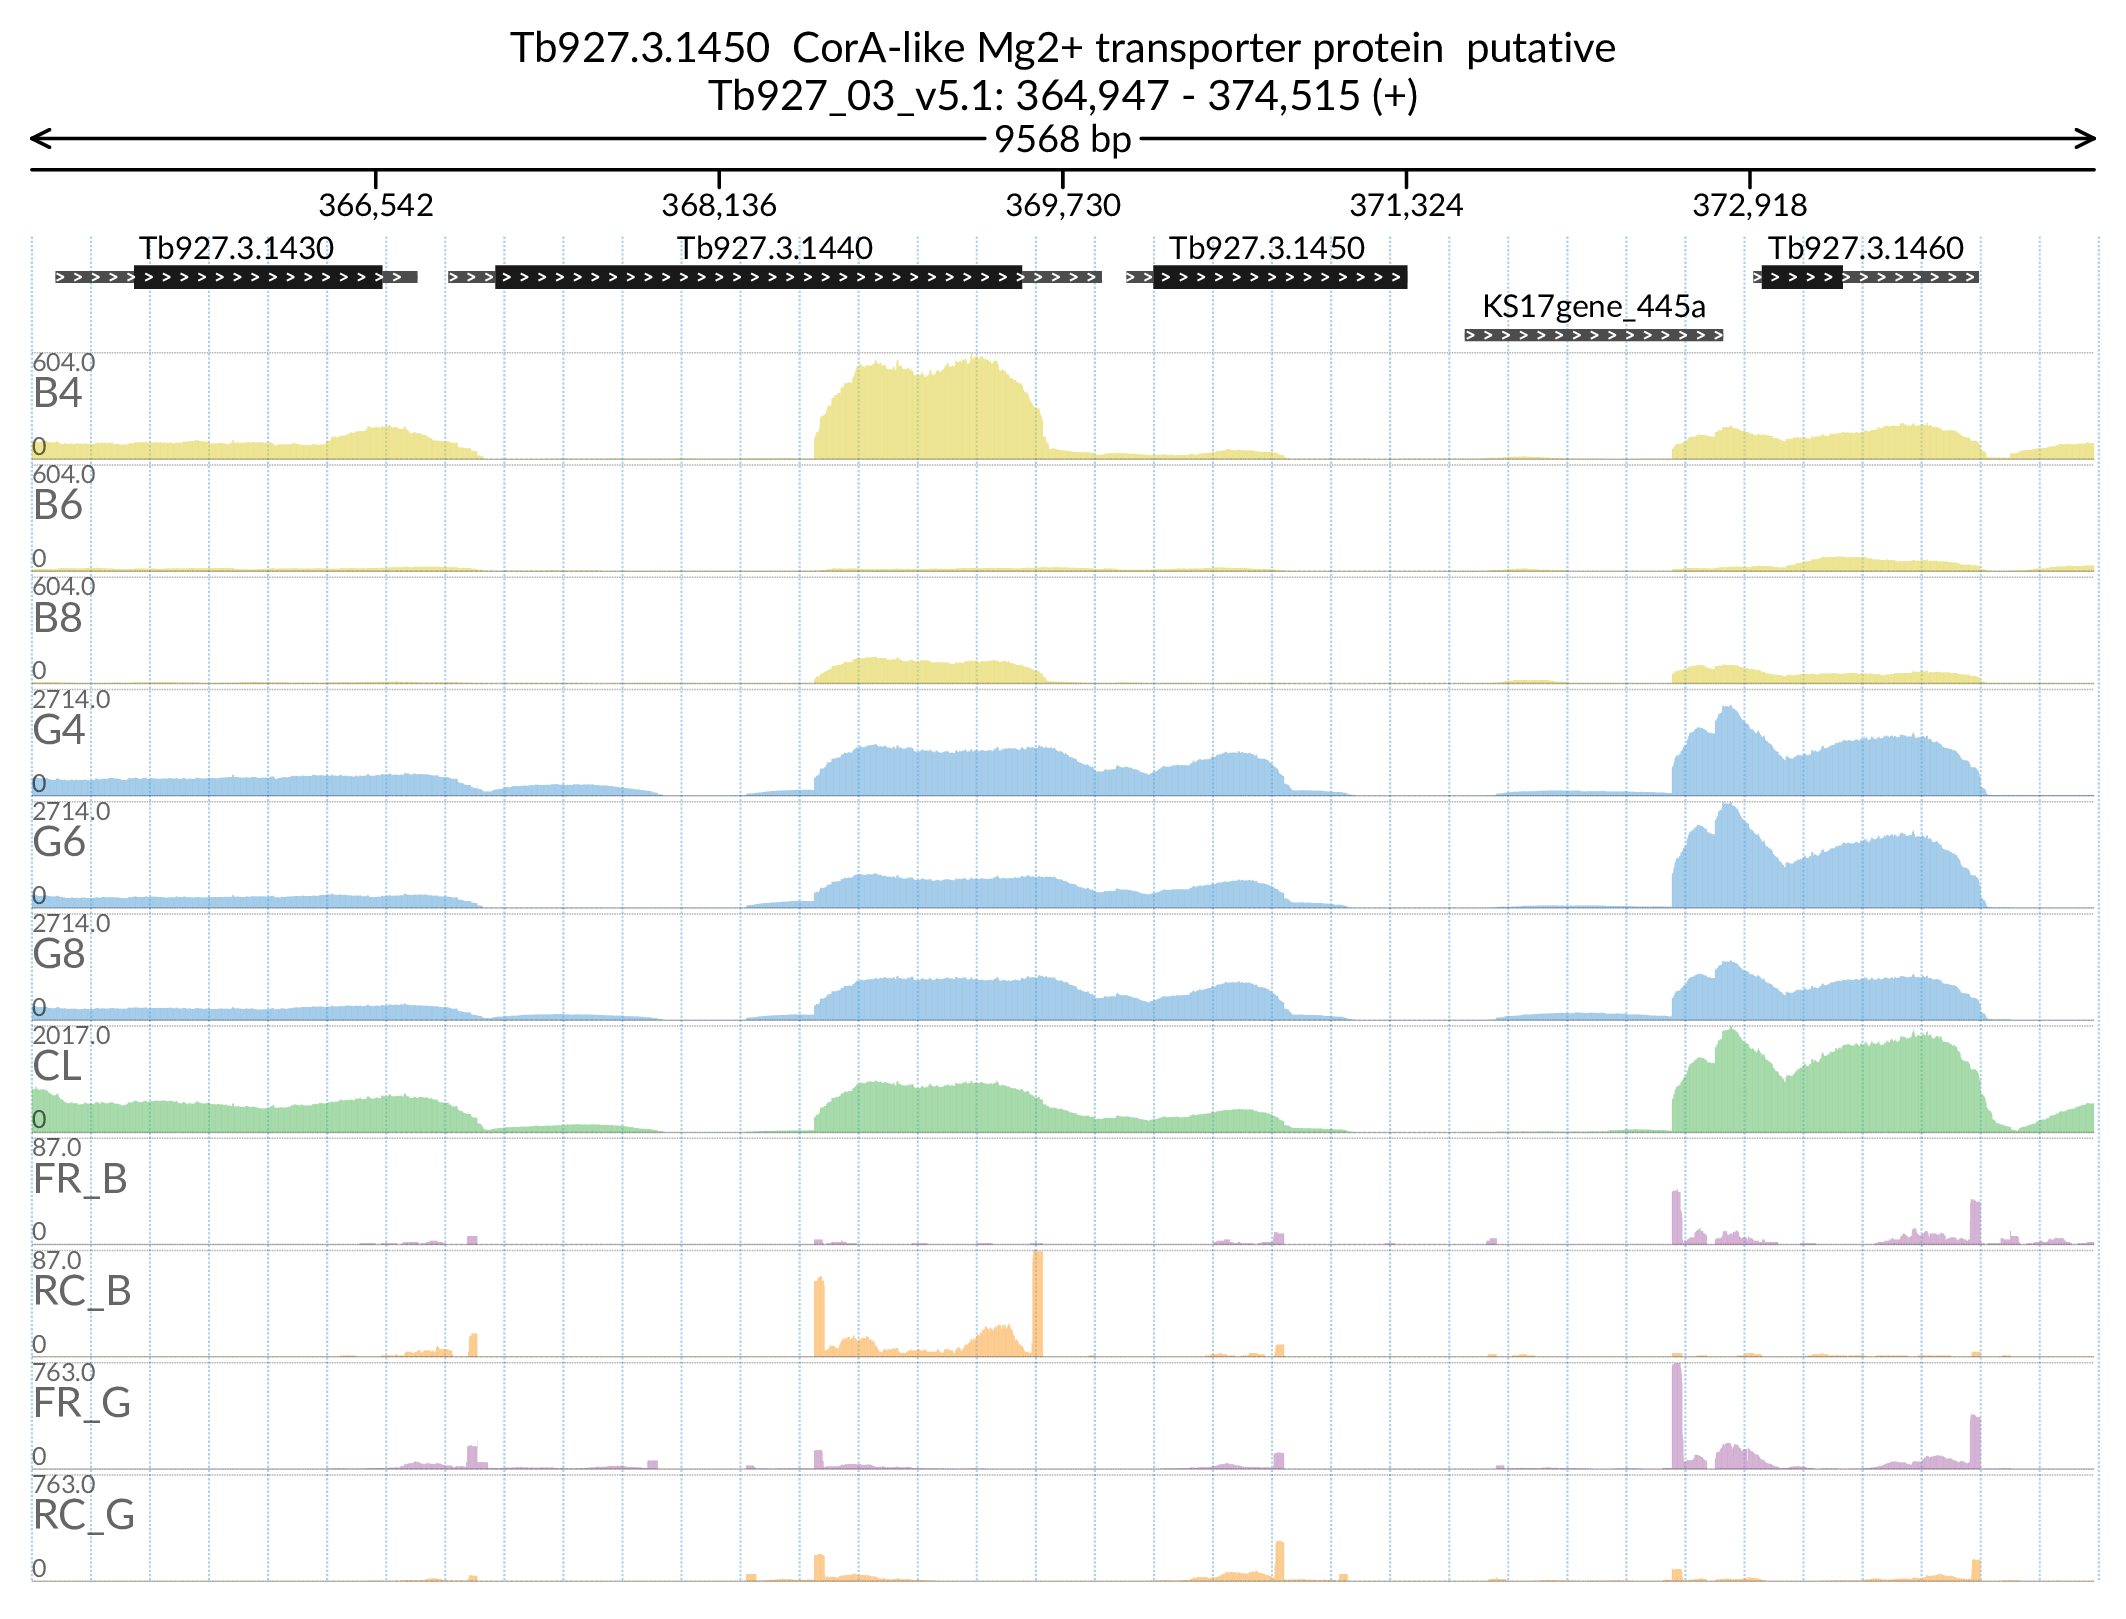 Tb927.3.1450  CorA-like Mg2+ transporter protein  putative
Tb927_03_v5.1: 364,947 - 374,515 (+)
9568 bp
366,542 368,136 369,730 371,324 372,918
Tb927.3.1430 Tb927.3.1440 Tb927.3.1450 Tb927.3.1460
KS17gene_445a
604.0
B4
0
604.0
B6
0
604.0
B8
0
2714.0
G4
0
2714.0
G6
0
2714.0
G8
0
2017.0
CL
0
87.0
FR_B
0
87.0
RC_B
0
763.0
FR_G
0
763.0
RC_G
0